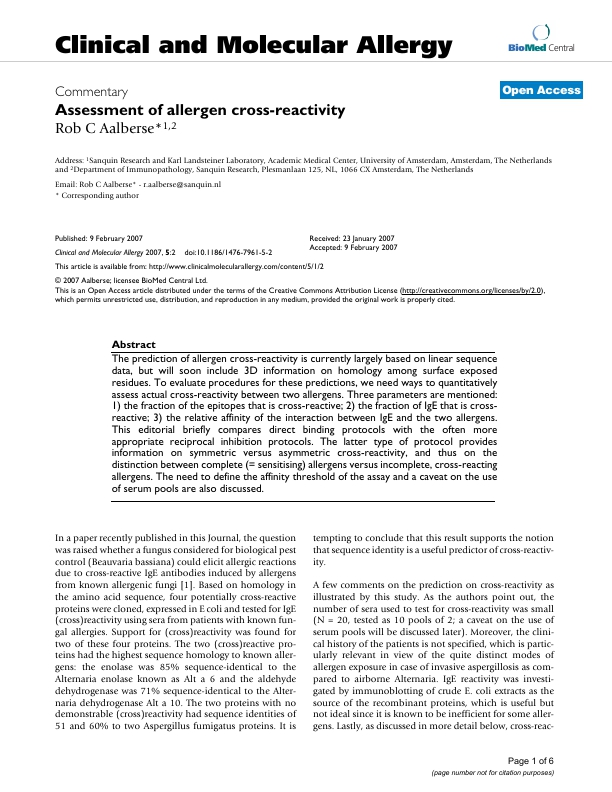 Clinical and Molecular Allergy
BioMed Central
Commentary
Open Access
Assessment of allergen cross-reactivity
Rob C Aalberse*1,2
Address: 1Sanquin Research and Karl Landsteiner Laboratory, Academic Medical Center, University of Amsterdam, Amsterdam, The Netherlands
and 2Department of Immunopathology, Sanquin Research, Plesmanlaan 125, NL, 1066 CX Amsterdam, The Netherlands
Email: Rob C Aalberse* - r.aalberse@sanquin.nl
* Corresponding author
Published: 9 February 2007
Clinical and Molecular Allergy 2007, 5:2 doi:10.1186/1476-7961-5-2
Received: 23 January 2007
Accepted: 9 February 2007
This article is available from: http://www.clinicalmolecularallergy.com/content/5/1/2
© 2007 Aalberse; licensee BioMed Central Ltd.
This is an Open Access article distributed under the terms of the Creative Commons Attribution License (http://creativecommons.org/licenses/by/2.0),
which permits unrestricted use, distribution, and reproduction in any medium, provided the original work is properly cited.
Abstract
The prediction of allergen cross-reactivity is currently largely based on linear sequence
data, but will soon include 3D information on homology among surface exposed
residues. To evaluate procedures for these predictions, we need ways to quantitatively
assess actual cross-reactivity between two allergens. Three parameters are mentioned:
1) the fraction of the epitopes that is cross-reactive; 2) the fraction of IgE that is cross-
reactive; 3) the relative affinity of the interaction between IgE and the two allergens.
This editorial briefly compares direct binding protocols with the often more
appropriate reciprocal inhibition protocols. The latter type of protocol provides
information on symmetric versus asymmetric cross-reactivity, and thus on the
distinction between complete (= sensitising) allergens versus incomplete, cross-reacting
allergens. The need to define the affinity threshold of the assay and a caveat on the use
of serum pools are also discussed.
In a paper recently published in this Journal, the question
was raised whether a fungus considered for biological pest
control (Beauvaria bassiana) could elicit allergic reactions
due to cross-reactive IgE antibodies induced by allergens
from known allergenic fungi [1]. Based on homology in
the amino acid sequence, four potentially cross-reactive
proteins were cloned, expressed in E coli and tested for IgE
(cross)reactivity using sera from patients with known fun-
gal allergies. Support for (cross)reactivity was found for
two of these four proteins. The two (cross)reactive pro-
teins had the highest sequence homology to known aller-
gens: the enolase was 85% sequence-identical to the
Alternaria enolase known as Alt a 6 and the aldehyde
dehydrogenase was 71% sequence-identical to the Alter-
naria dehydrogenase Alt a 10. The two proteins with no
demonstrable (cross)reactivity had sequence identities of
51 and 60% to two Aspergillus fumigatus proteins. It is
tempting to conclude that this result supports the notion
that sequence identity is a useful predictor of cross-reactiv-
ity.
A few comments on the prediction on cross-reactivity as
illustrated by this study. As the authors point out, the
number of sera used to test for cross-reactivity was small
(N = 20, tested as 10 pools of 2; a caveat on the use of
serum pools will be discussed later). Moreover, the clini-
cal history of the patients is not specified, which is partic-
ularly relevant in view of the quite distinct modes of
allergen exposure in case of invasive aspergillosis as com-
pared to airborne Alternaria. IgE reactivity was investi-
gated by immunoblotting of crude E. coli extracts as the
source of the recombinant proteins, which is useful but
not ideal since it is known to be inefficient for some aller-
gens. Lastly, as discussed in more detail below, cross-reac-
Page 1 of 6
(page number not for citation purposes)